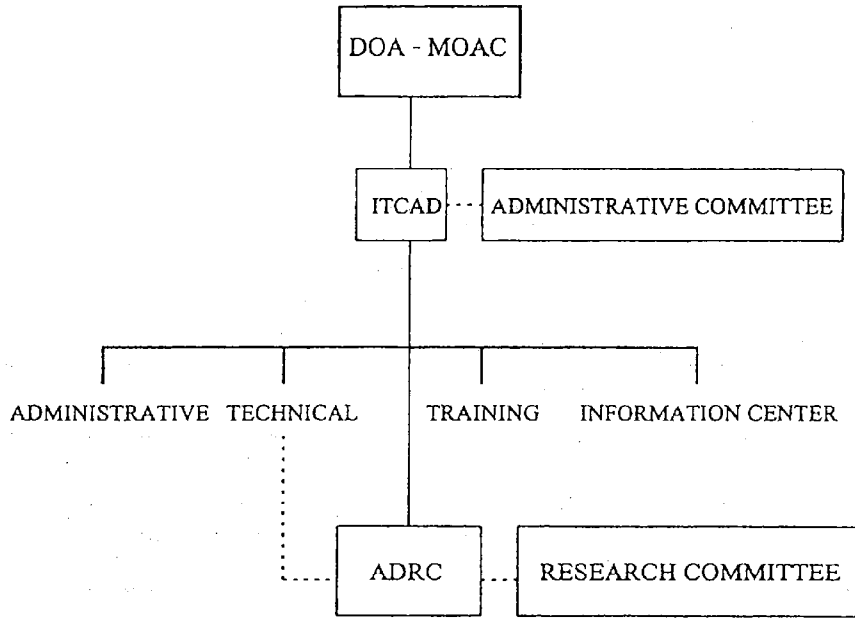 DOA - MOAC
ITCAD
ADMINISTRATIVE COMMITTEE
ADMINISTRATIVE
TECHNICAL
TRAINING
INFORMATION CENTER
ADRC
RESEARCH COMMITTEE